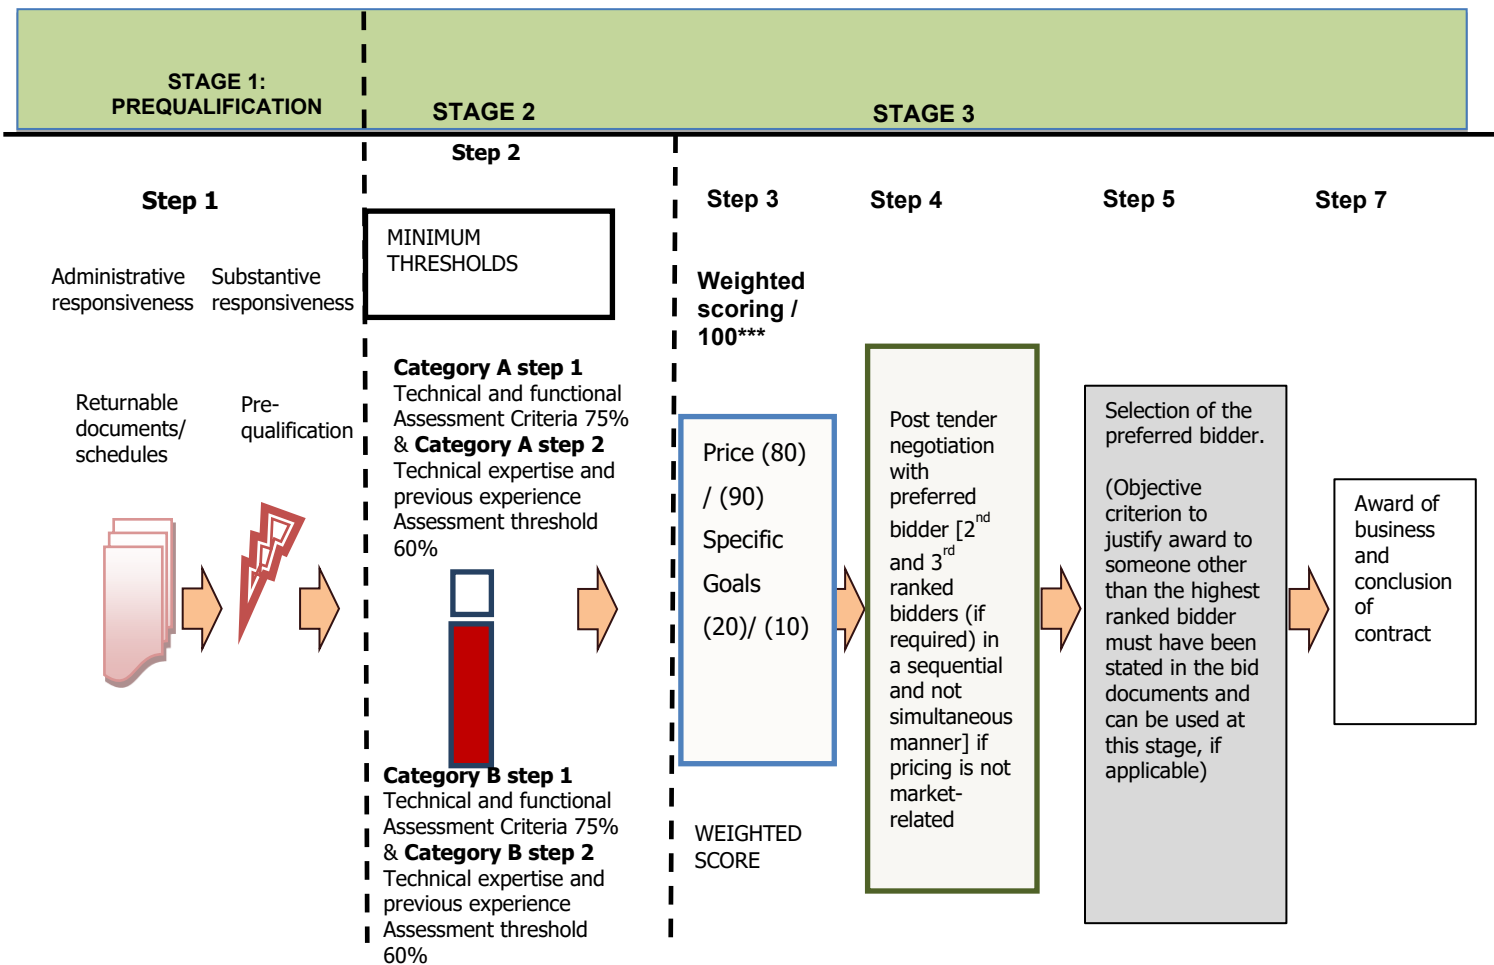 STAGE 1:
PREQUALIFICATION
STAGE 2
STAGE 3
Step 1
Administrative
responsiveness
Substantive
responsiveness
Returnable
documents/
schedules
Pre-
qualification
Step 2
MINIMUM
THRESHOLDS
Category A step 1
Technical and functional
Assessment Criteria 75%
& Category A step 2
Technical expertise and
previous experience
Assessment threshold
60%
Category B step 1
Technical and functional
Assessment Criteria 75%
& Category B step 2
Technical expertise and
previous experience
Assessment threshold
60%
Step 3
Weighted
scoring /
100***
Price (80)
/ (90)
Specific
Goals
(20)/ (10)
WEIGHTED
SCORE
Step 4
Post tender
negotiation
with
preferred
bidder [2nd
and 3rd
ranked
bidders (if
required) in
a sequential
and not
simultaneous
manner] if
pricing is not
market-
related
Step 5
Selection of the
preferred bidder.
(Objective
criterion to
justify award to
someone other
than the highest
ranked bidder
must have been
stated in the bid
documents and
can be used at
this stage, if
applicable)
Step 7
Award of
business
and
conclusion
of
contract